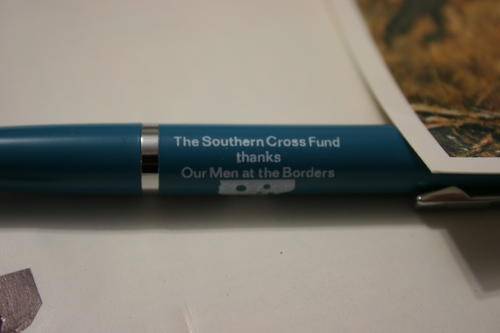 The Southern Cross Fund
thanks
Our Men at the Borders